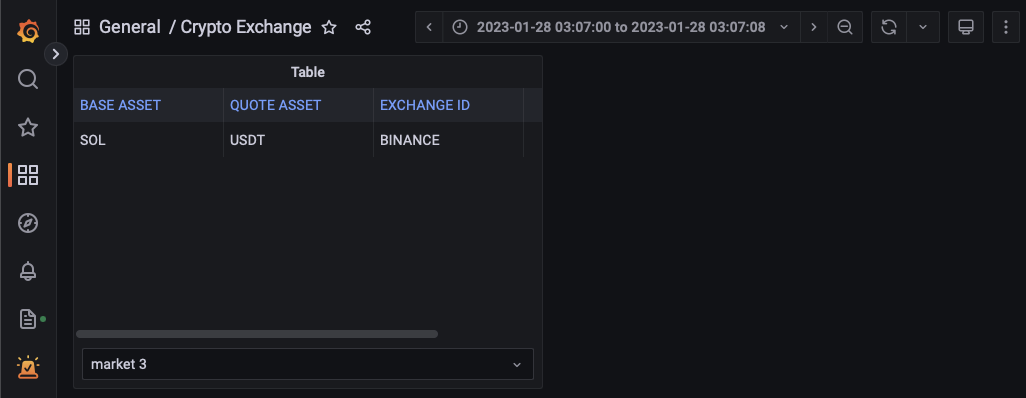 General / Crypto Exchange
2023-01-28 03:07:00 to 2023-01-28 03:07:08
Table
BASE ASSET QUOTE ASSET EXCHANGE ID
SOL USDT BINANCE
market 3